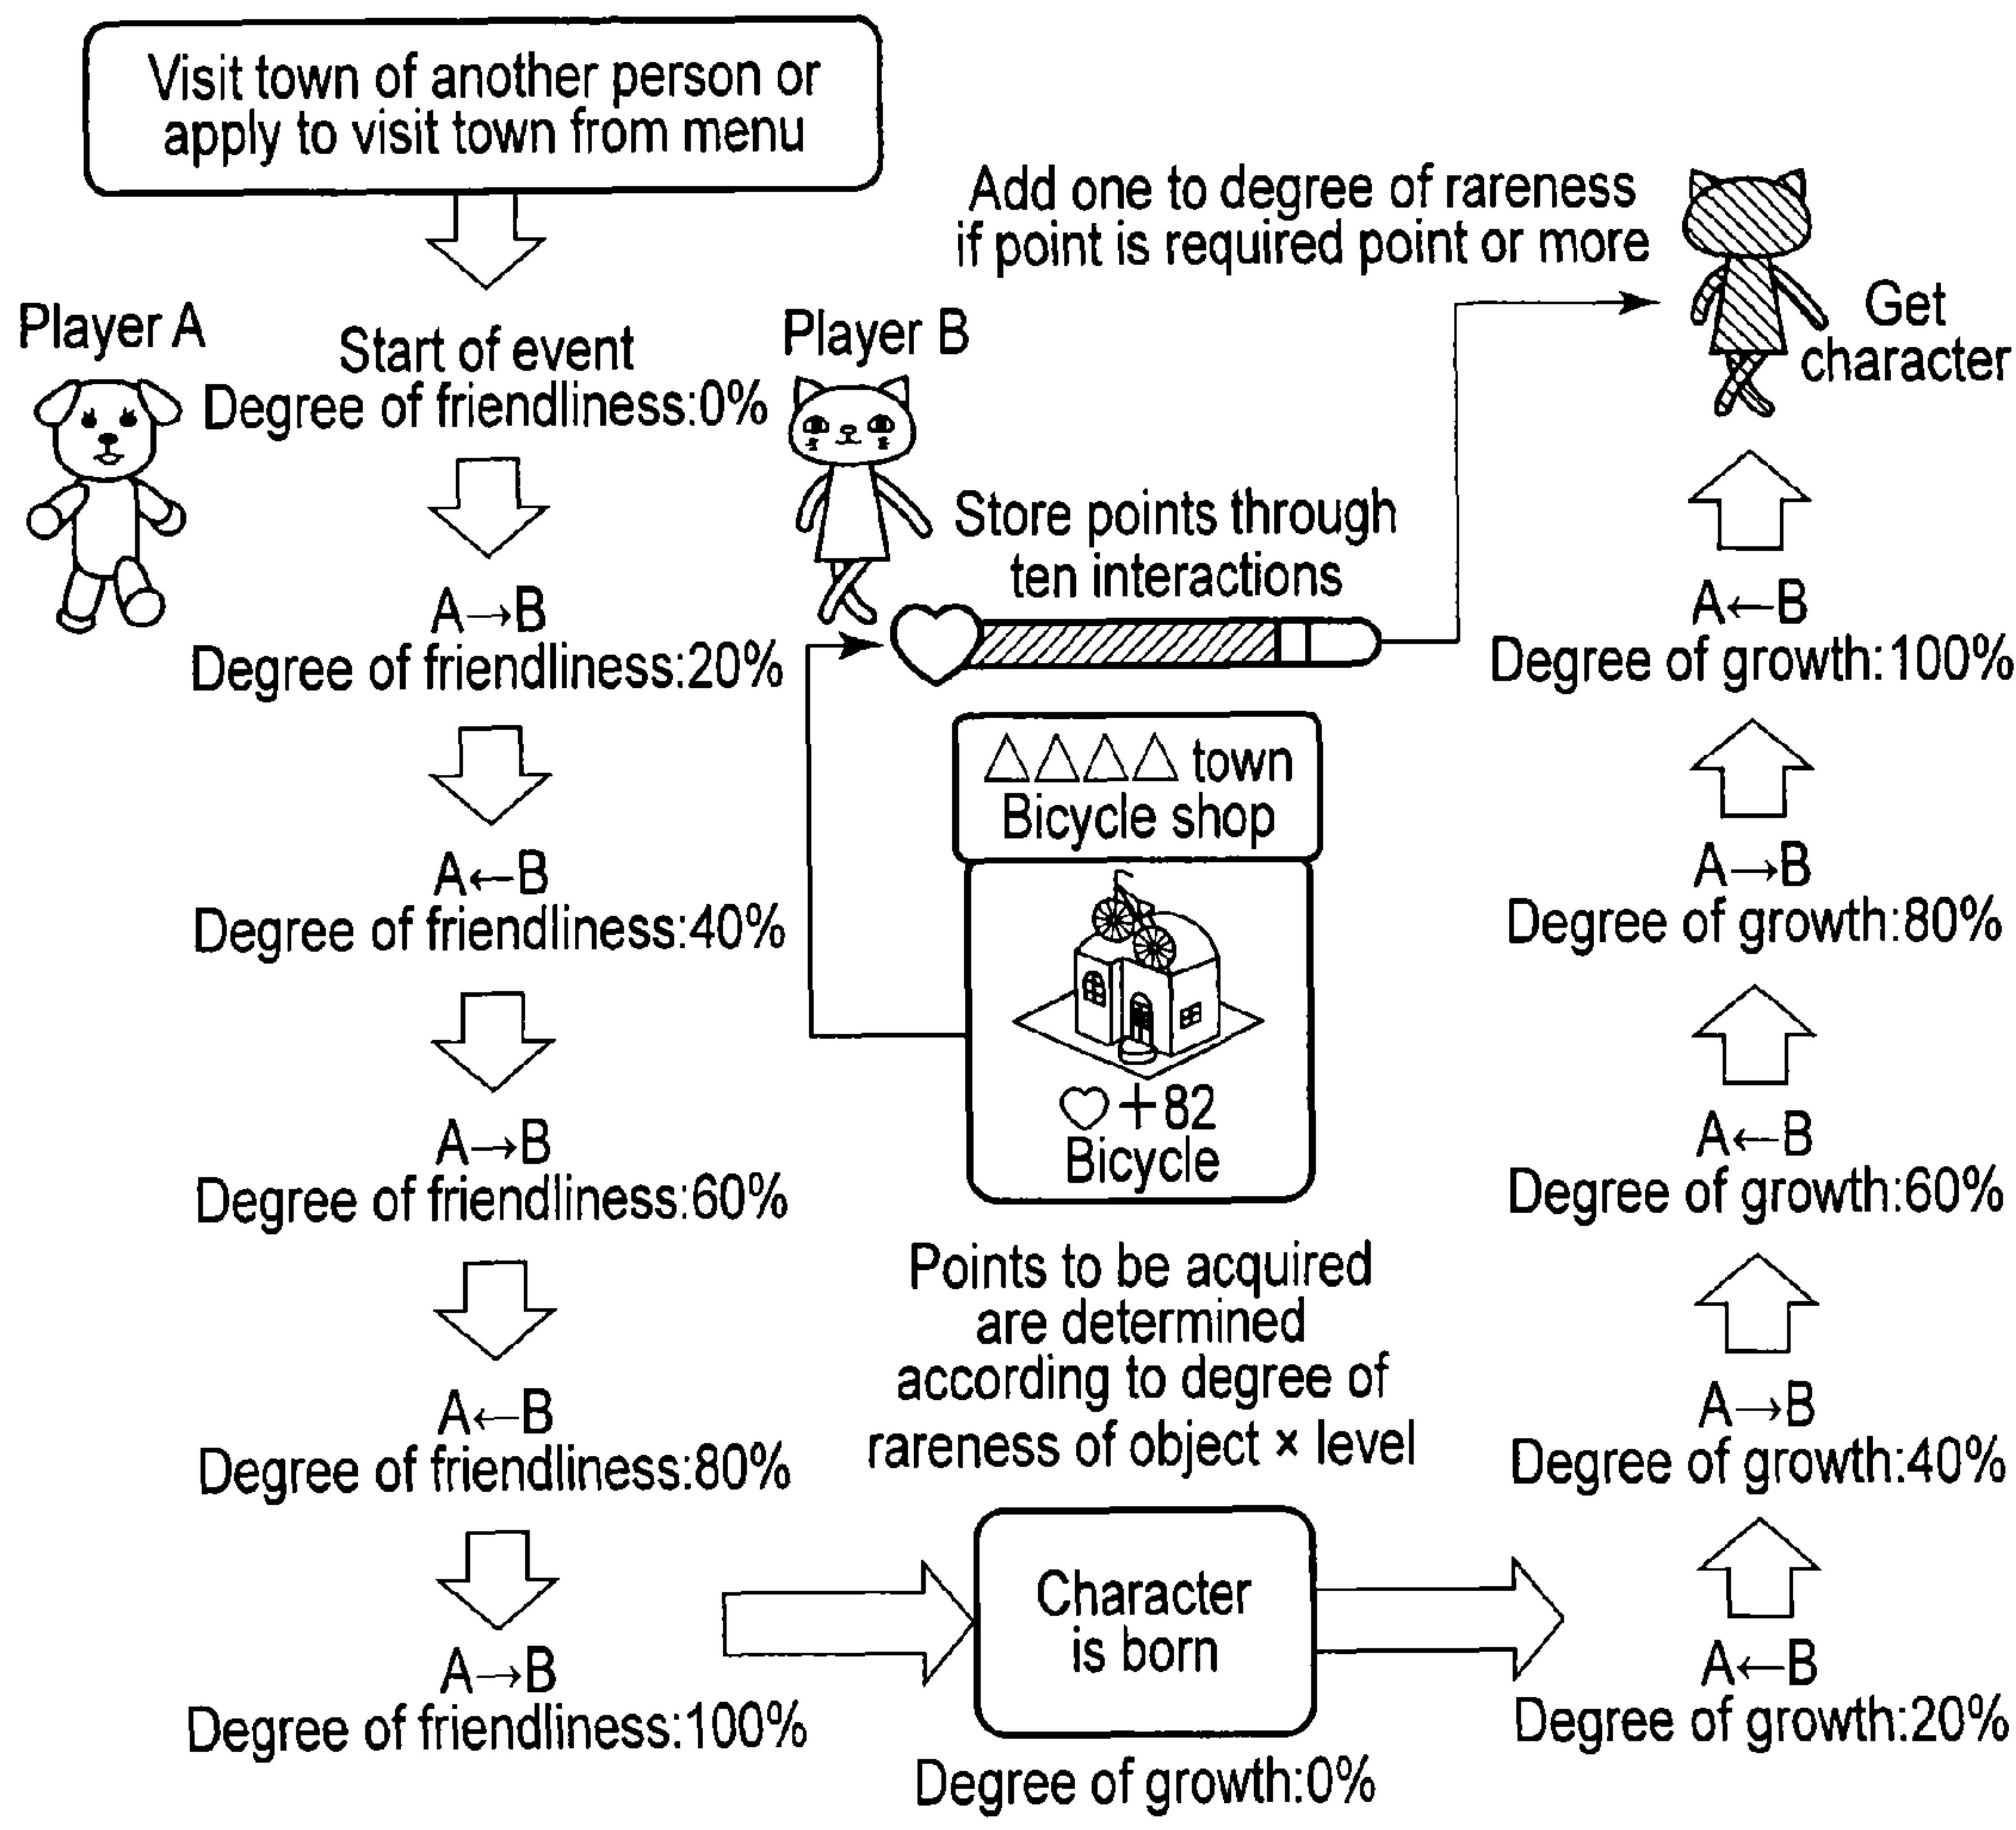 Visit town of another person or
apply to visit town from menu
Player A
Start of event
Degree of friendliness:0%
Player B
A→B
Degree of friendliness:20%
A←B
Degree of friendliness:40%
A→B
Degree of friendliness:60%
A←B
Degree of friendliness:80%
A→B
Degree of friendliness:100%
Add one to degree of rareness
if point is required point or more
Store points through
ten interactions
△△△△ town
Bicycle shop
♡+82
Bicycle
Points to be acquired
are determined
according to degree of
rareness of object × level
Character
is born
Degree of growth:0%
Get
character
A←B
Degree of growth:100%
A→B
Degree of growth:80%
A←B
Degree of growth:60%
A→B
Degree of growth:40%
A←B
Degree of growth:20%